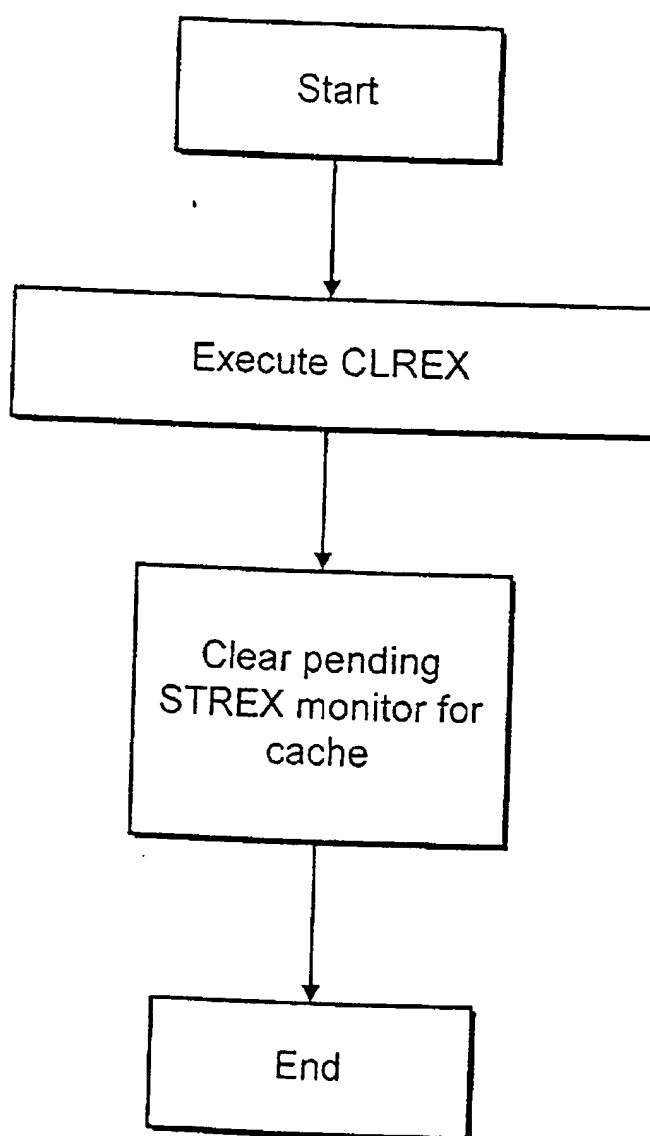 Start
Execute CLREX
Clear pending
STREX monitor for
cache
End